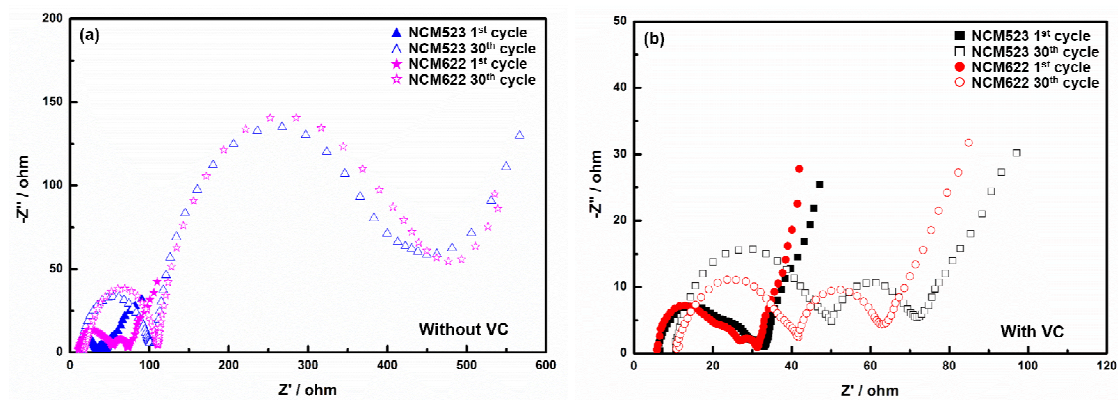 (a)
NCM523 1st cycle
NCM523 30th cycle
NCM622 1st cycle
NCM622 30th cycle
200
150
100
50
0
-Z'' / ohm
Without VC
0 100 200 300 400 500 600
Z' / ohm
(b)
NCM523 1st cycle
NCM523 30th cycle
NCM622 1st cycle
NCM622 30th cycle
50
40
30
20
10
0
-Z'' / ohm
With VC
0 20 40 60 80 100 120
Z' / ohm